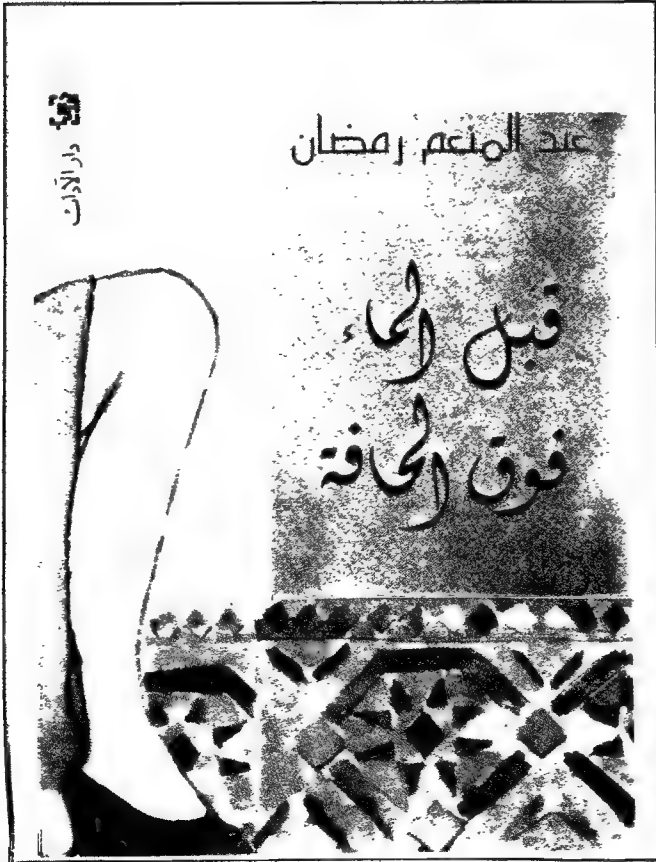 عبد المنعم رمضان
قبل الماء
فوق الحافة
دار الآداب